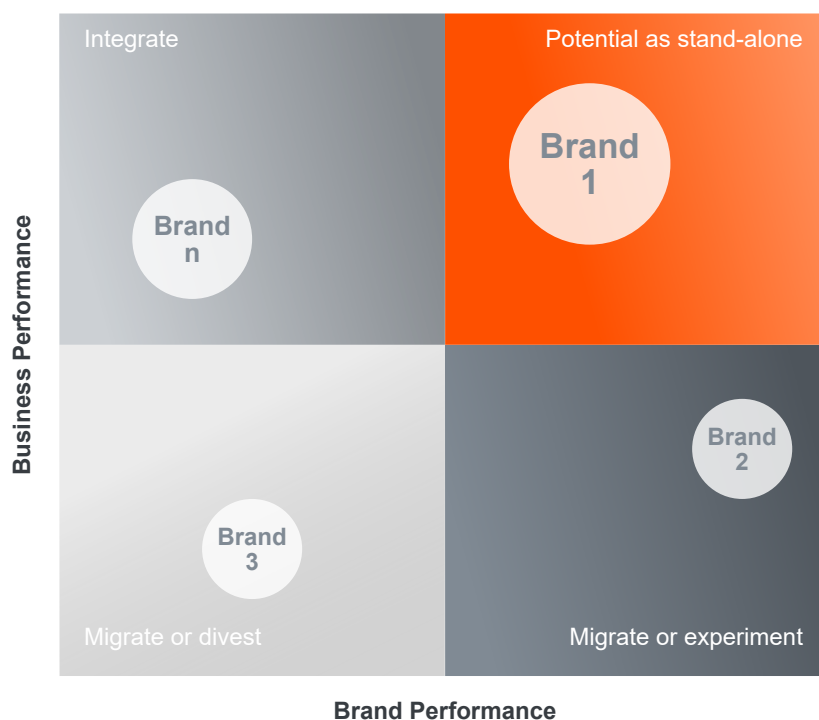 Integrate
Potential as stand-alone
Brand
1
Brand
n
Business Performance
Brand
2
Brand
3
Migrate or divest
Migrate or experiment
Brand Performance